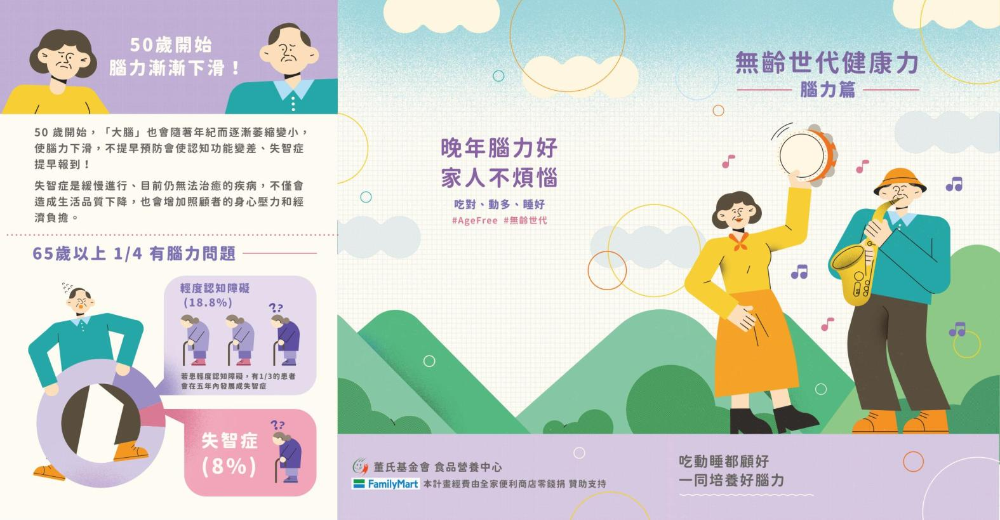 50歲開始
腦力漸漸下滑！
50 歲開始，「大腦」也會隨著年紀而逐漸萎縮變小，
使腦力下滑，不提早預防會使認知功能變差、失智症
提早報到！
失智症是緩慢進行、目前仍無法治癒的疾病，不僅會
造成生活品質下降，也會增加照顧者的身心壓力和經
濟負擔。
65歲以上 1/4 有腦力問題
輕度認知障礙
(18.8%)
??
若患輕度認知障礙，有1/3的患者
會在五年內發展成失智症
??
失智症
(8%)
晚年腦力好
家人不煩惱
吃對、動多、睡好
#AgeFree #無齡世代
董氏基金會 食品營養中心
FamilyMart 本計畫經費由全家便利商店零錢捐 贊助支持
無齡世代健康力
腦力篇
吃動睡都顧好
一同培養好腦力